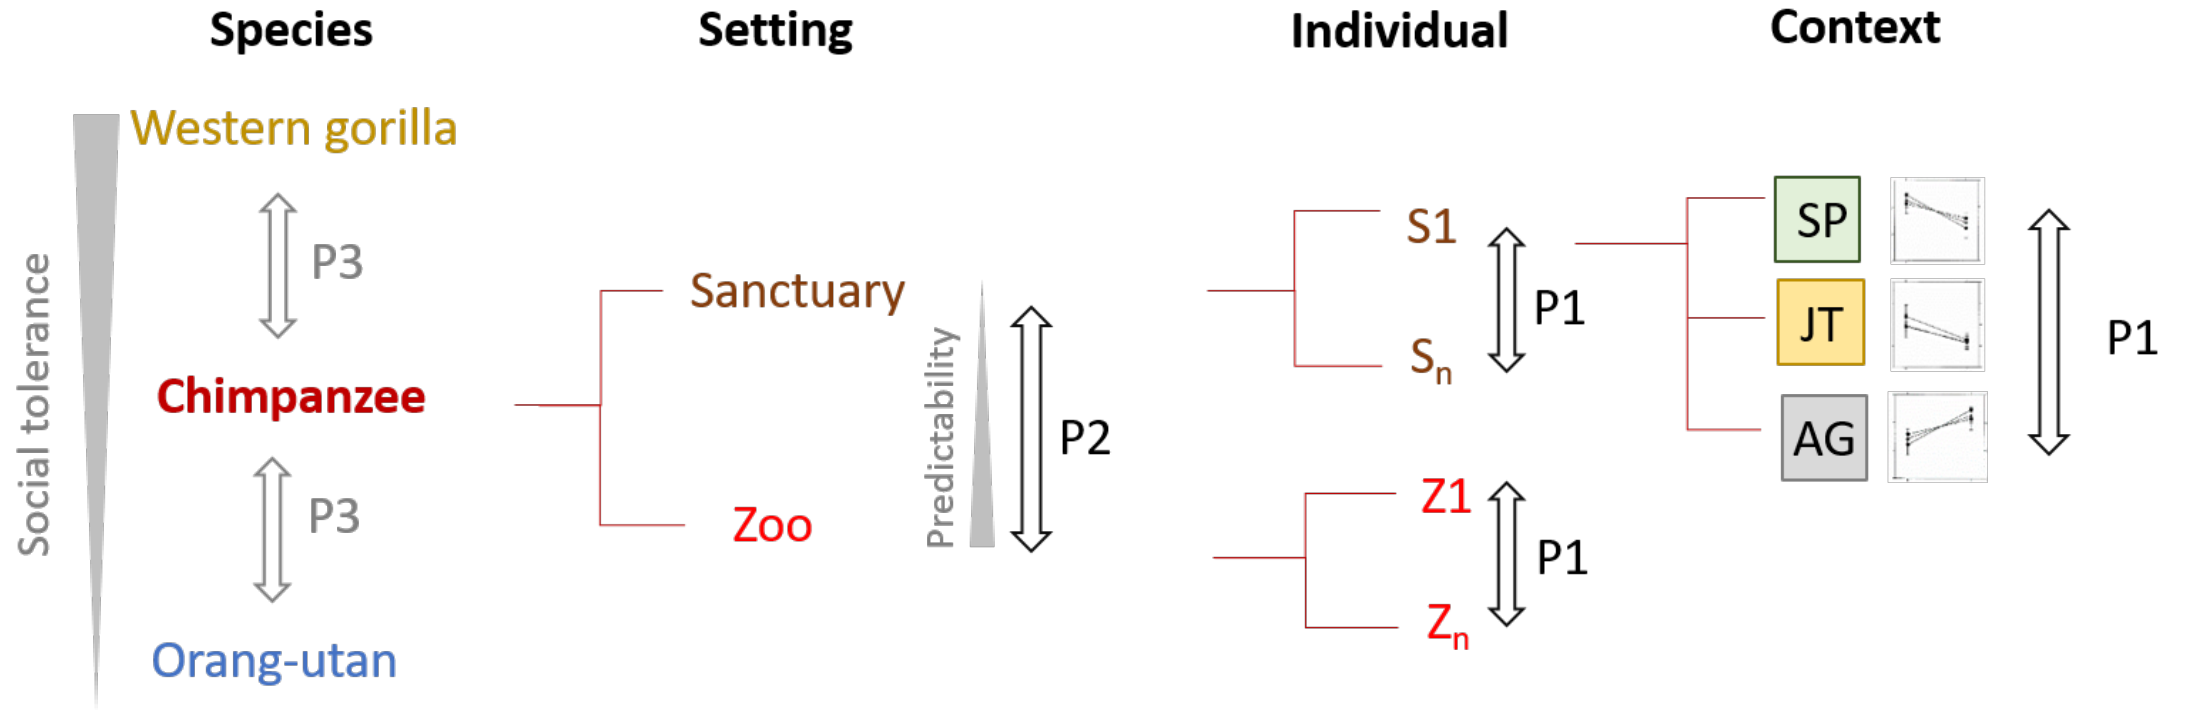 Species
Setting
Individual
Context
Social tolerance
Western gorilla
P3
Chimpanzee
P3
Orang-utan
Sanctuary
Zoo
Predictability
P2
S1
Sn
P1
Z1
Zn
P1
SP
JT
AG
P1